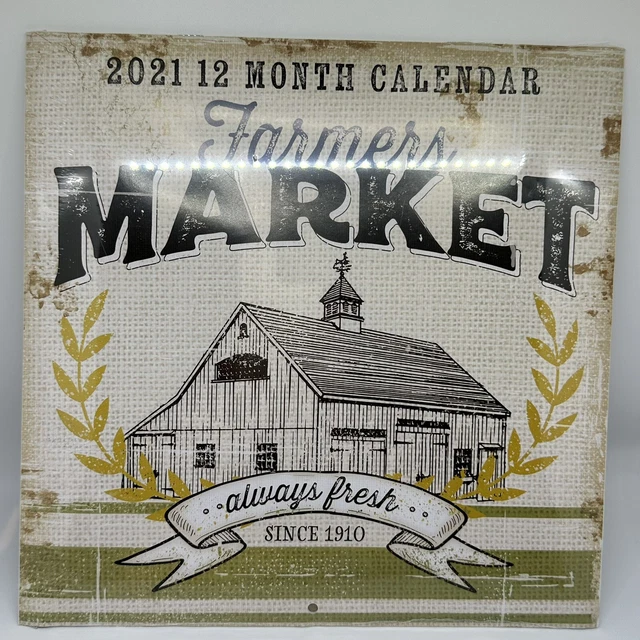 2021 12 MONTH CALENDAR
Farmers
MARKET
always fresh
SINCE 1910